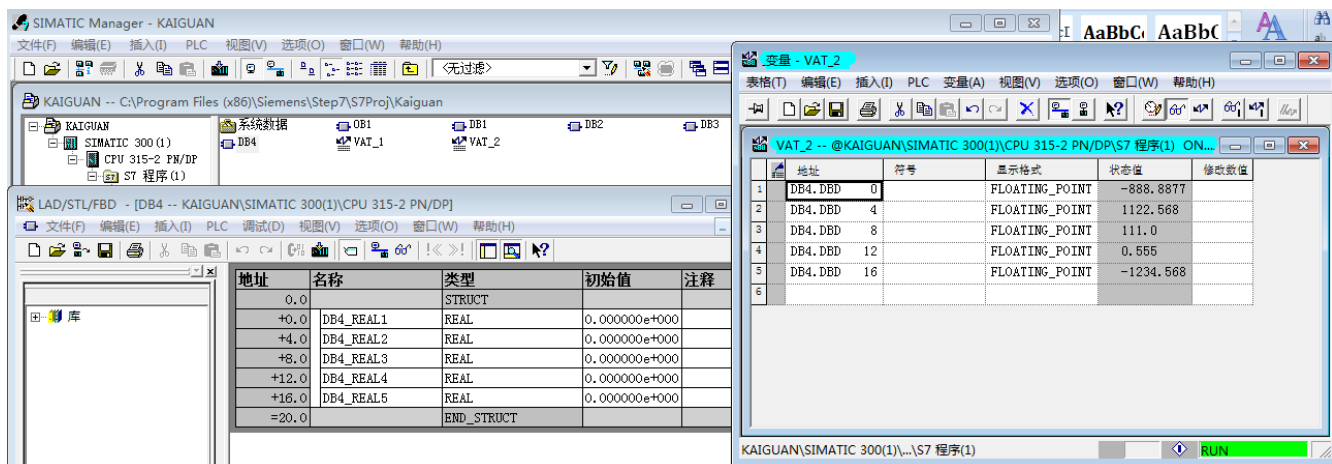 SIMATIC Manager - KAIGUAN
文件(F) 编辑(E) 插入(I) PLC 视图(V) 选项(O) 窗口(W) 帮助(H)
<无过滤>
KAIGUAN -- C:\Program Files (x86)\Siemens\Step7\S7Proj\Kaiguan
KAIGUAN
SIMATIC 300(1)
CPU 315-2 PN/DP
S7 程序(1)
系统数据 OB1 DB1 DB2 DB3
DB4 VAT_1 VAT_2
LAD/STL/FBD - [DB4 -- KAIGUAN\SIMATIC 300(1)\CPU 315-2 PN/DP]
文件(F) 编辑(E) 插入(I) PLC 调试(D) 视图(V) 选项(O) 窗口(W) 帮助(H)
库
地址 名称 类型 初始值 注释
0.0 STRUCT
+0.0 DB4_REAL1 REAL 0.000000e+000
+4.0 DB4_REAL2 REAL 0.000000e+000
+8.0 DB4_REAL3 REAL 0.000000e+000
+12.0 DB4_REAL4 REAL 0.000000e+000
+16.0 DB4_REAL5 REAL 0.000000e+000
=20.0 END_STRUCT
AaBbC AaBb(
变量 - VAT_2
表格(T) 编辑(E) 插入(I) PLC 变量(A) 视图(V) 选项(O) 窗口(W) 帮助(H)
VAT_2 -- @KAIGUAN\SIMATIC 300(1)\CPU 315-2 PN/DP\S7 程序(1) ON...
地址 符号 显示格式 状态值 修改数值
1 DB4.DBD 0 FLOATING_POINT -888.8877
2 DB4.DBD 4 FLOATING_POINT 1122.568
3 DB4.DBD 8 FLOATING_POINT 111.0
4 DB4.DBD 12 FLOATING_POINT 0.555
5 DB4.DBD 16 FLOATING_POINT -1234.568
6
KAIGUAN\SIMATIC 300(1)\...\S7 程序(1) RUN